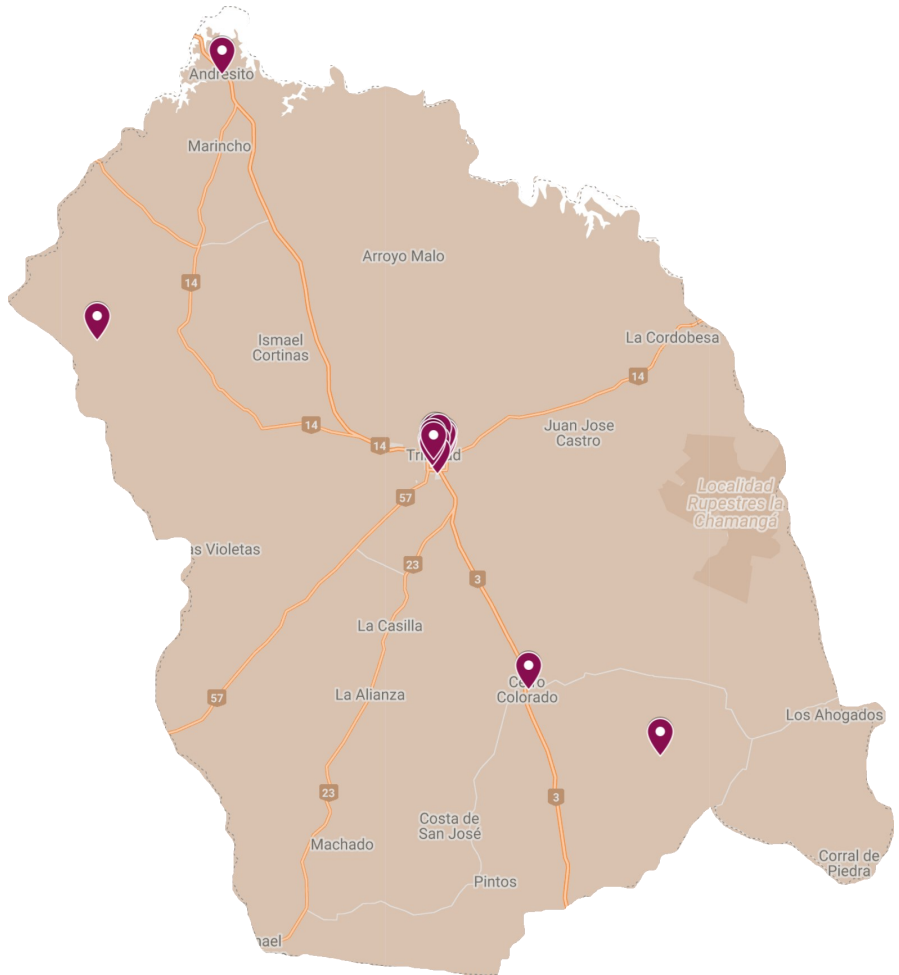 Andresito
Marincho
Arroyo Malo
14
Ismael
Cortinas
La Cordobesa
14
14
14
Juan Jose
Castro
Localidad
Rupestres la
Chamangá
57
as Violetas
23
3
La Casilla
57
La Alianza
Colorado
Los Ahogados
23
3
Costa de
San José
Machado
Corral de
Piedra
Pintos
nael